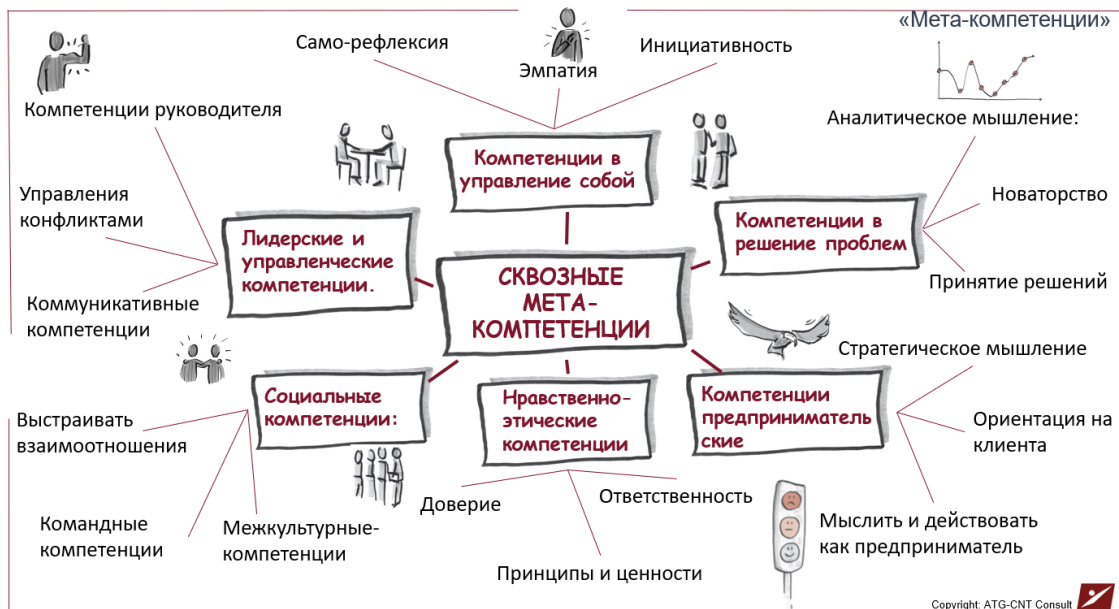 «Мета-компетенции»
Само-рефлексия
Эмпатия
Инициативность
Компетенции в
управление собой
Компетенции руководителя
Управления
конфликтами
Коммуникативные
компетенции
Лидерские и
управленческие
компетенции.
Аналитическое мышление:
Новаторство
Принятие решений
Компетенции в
решение проблем
СКВОЗНЫЕ
МЕТА-
КОМПЕТЕНЦИИ
Социальные
компетенции:
Выстраивать
взаимоотношения
Командные
компетенции
Межкультурные-
компетенции
Нравственно-
этические
компетенции
Доверие
Ответственность
Принципы и ценности
Компетенции
предприниматель
ские
Стратегическое мышление
Ориентация на
клиента
Мыслить и действовать
как предприниматель
Copyright: ATG-CNT Consult